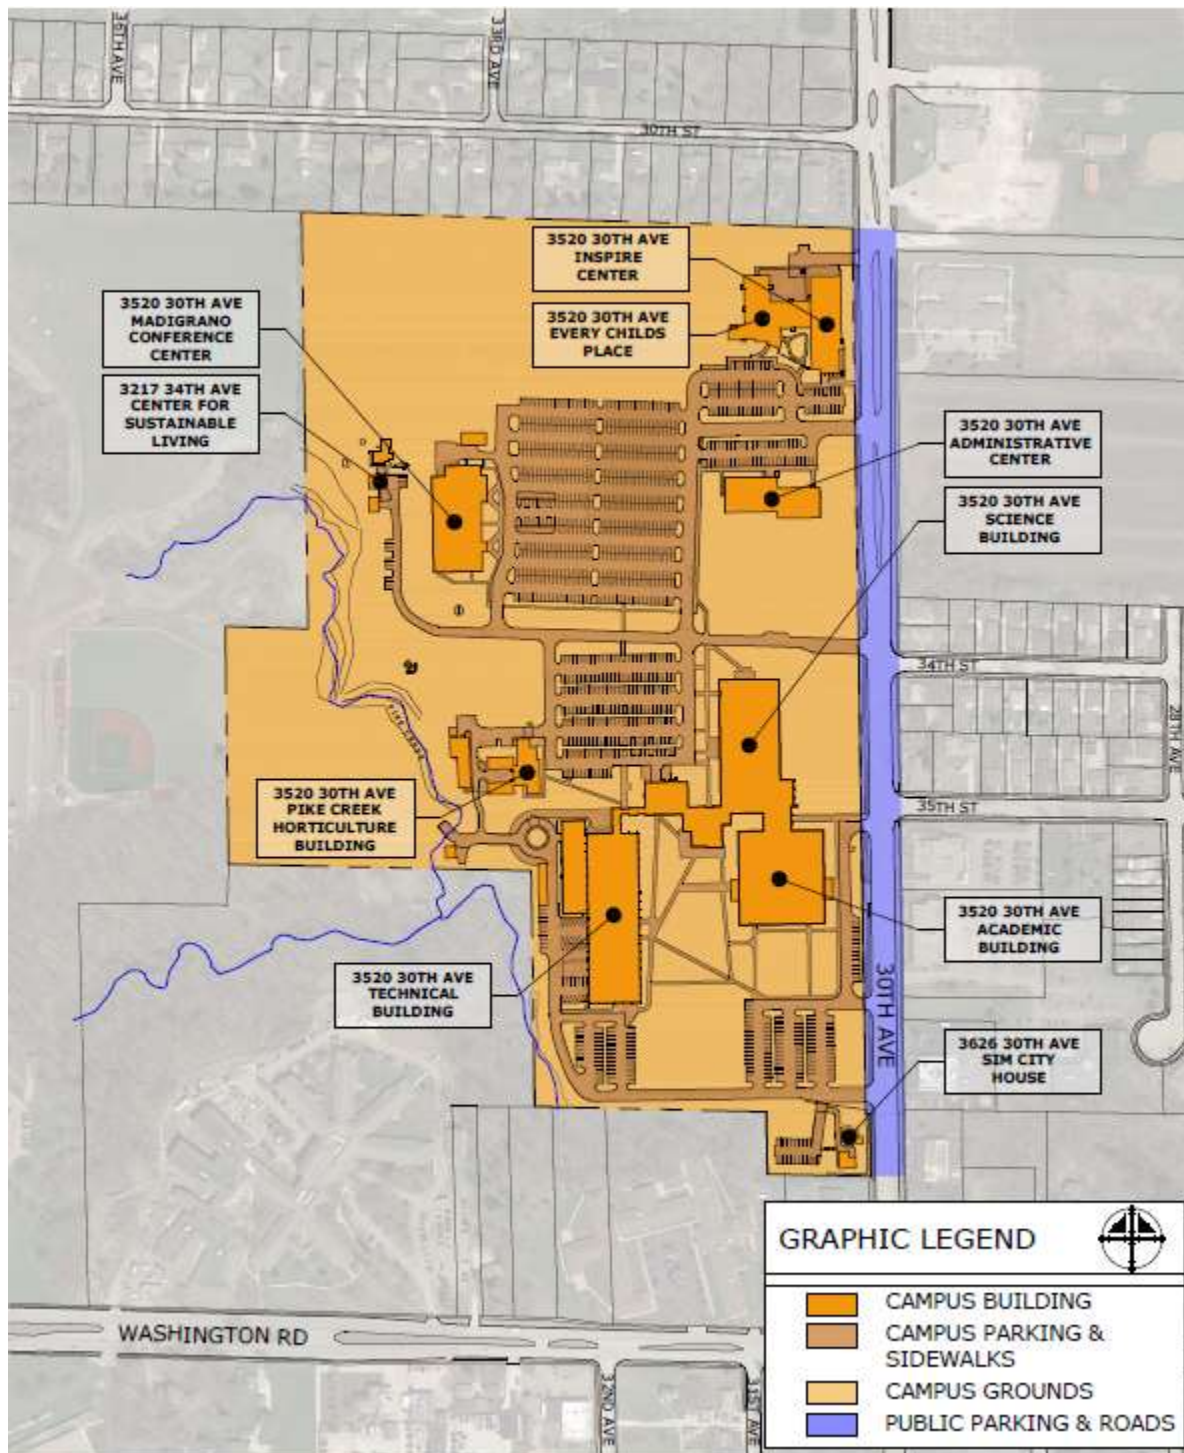 36TH AVE
33RD AVE
30TH ST
3520 30TH AVE
INSPIRE
CENTER
3520 30TH AVE
MADIGRANO
CONFERENCE
CENTER
3520 30TH AVE
EVERY CHILDS
PLACE
3217 34TH AVE
CENTER FOR
SUSTAINABLE
LIVING
3520 30TH AVE
ADMINISTRATIVE
CENTER
3520 30TH AVE
SCIENCE
BUILDING
34TH ST
28TH AVE
PIKE CREEK
3520 30TH AVE
PIKE CREEK
HORTICULTURE
BUILDING
35TH ST
3520 30TH AVE
ACADEMIC
BUILDING
3520 30TH AVE
TECHNICAL
BUILDING
30TH AVE
3626 30TH AVE
SIM CITY
HOUSE
GRAPHIC LEGEND
CAMPUS BUILDING
CAMPUS PARKING &
SIDEWALKS
CAMPUS GROUNDS
PUBLIC PARKING & ROADS
WASHINGTON RD
32ND AVE
31ST AVE